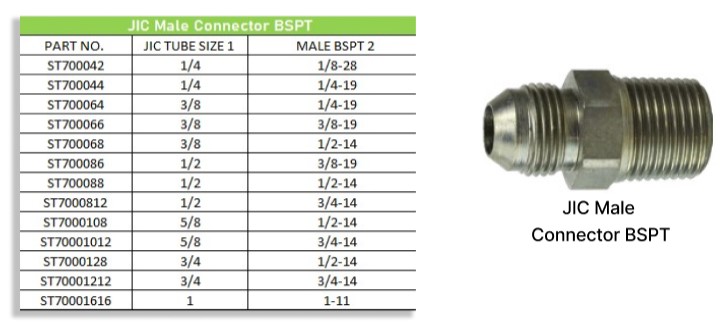 JIC Male Connector BSPT
PART NO. JIC TUBE SIZE 1 MALE BSPT 2
ST700042 1/4 1/8-28
ST700044 1/4 1/4-19
ST700064 3/8 1/4-19
ST700066 3/8 3/8-19
ST700068 3/8 1/2-14
ST700086 1/2 3/8-19
ST700088 1/2 1/2-14
ST7000812 1/2 3/4-14
ST7000108 5/8 1/2-14
ST70001012 5/8 3/4-14
ST7000128 3/4 1/2-14
ST70001212 3/4 3/4-14
ST70001616 1 1-11
JIC Male
Connector BSPT